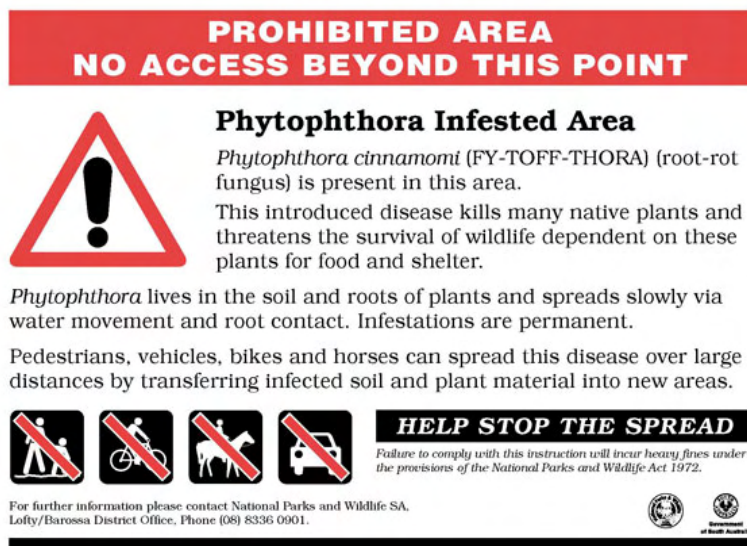 PROHIBITED AREA
NO ACCESS BEYOND THIS POINT
Phytophthora Infested Area
Phytophthora cinnamomi (FY-TOFF-THORA) (root-rot
fungus) is present in this area.
This introduced disease kills many native plants and
threatens the survival of wildlife dependent on these
plants for food and shelter.
Phytophthora lives in the soil and roots of plants and spreads slowly via
water movement and root contact. Infestations are permanent.
Pedestrians, vehicles, bikes and horses can spread this disease over large
distances by transferring infected soil and plant material into new areas.
HELP STOP THE SPREAD
Failure to comply with this instruction will incur heavy fines under
the provisions of the National Parks and Wildlife Act 1972.
For further information please contact National Parks and Wildlife SA,
Lofty/Barossa District Office, Phone (08) 8336 0901.
Government
of South Australia